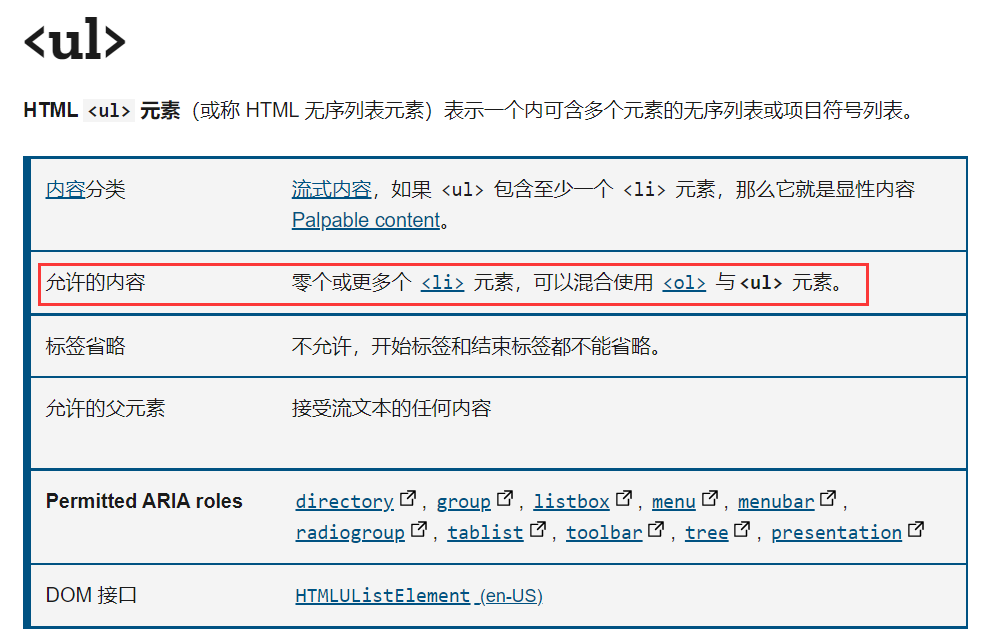 <ul>
HTML <ul> 元素（或称 HTML 无序列表元素）表示一个内可含多个元素的无序列表或项目符号列表。
内容分类 流式内容，如果 <ul> 包含至少一个 <li> 元素，那么它就是显性内容
Palpable content。
允许的内容 零个或更多个 <li> 元素，可以混合使用 <ol> 与<ul> 元素。
标签省略 不允许，开始标签和结束标签都不能省略。
允许的父元素 接受流文本的任何内容
Permitted ARIA roles directory, group, listbox, menu, menubar,
radiogroup, tablist, toolbar, tree, presentation
DOM 接口 HTMLUListElement (en-US)